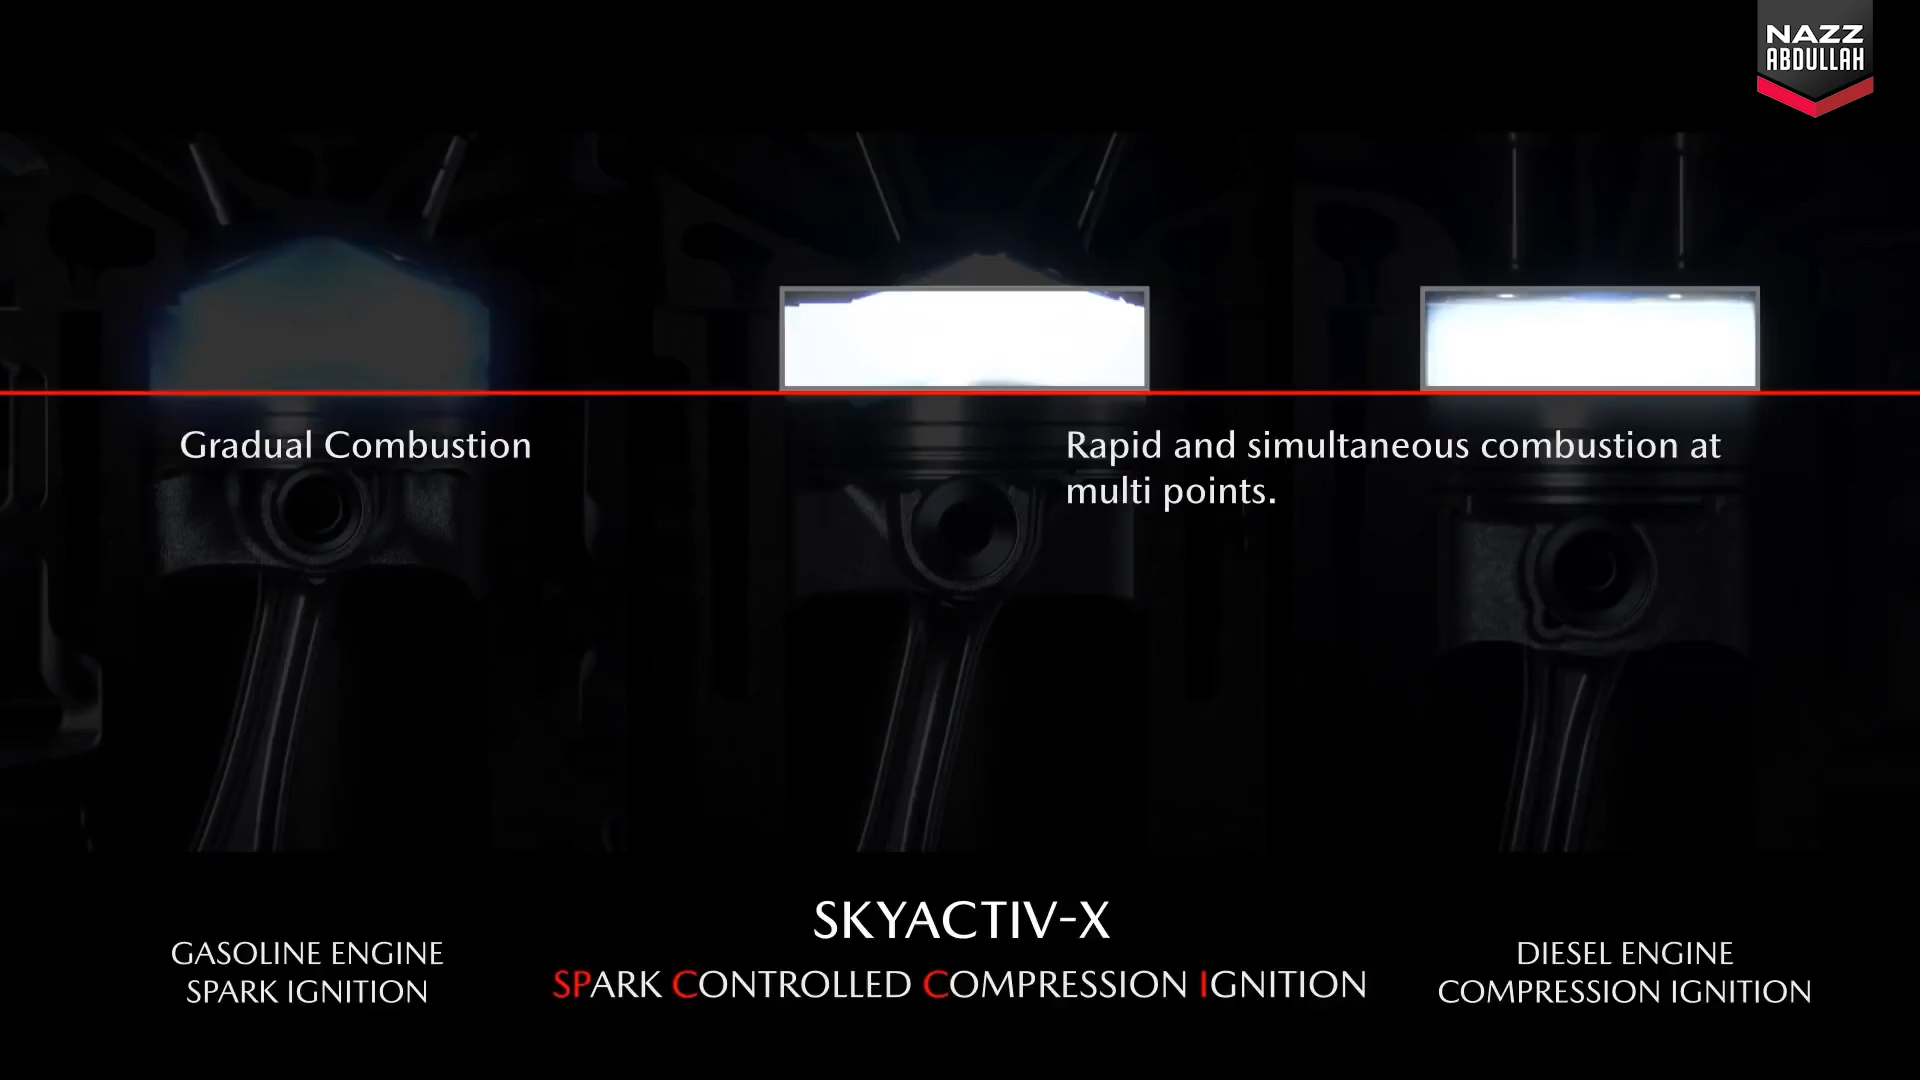 NAZZ
ABDULLAH
Gradual Combustion
Rapid and simultaneous combustion at
multi points.
SKYACTIV-X
GASOLINE ENGINE
SPARK IGNITION
SPARK CONTROLLED COMPRESSION IGNITION
DIESEL ENGINE
COMPRESSION IGNITION